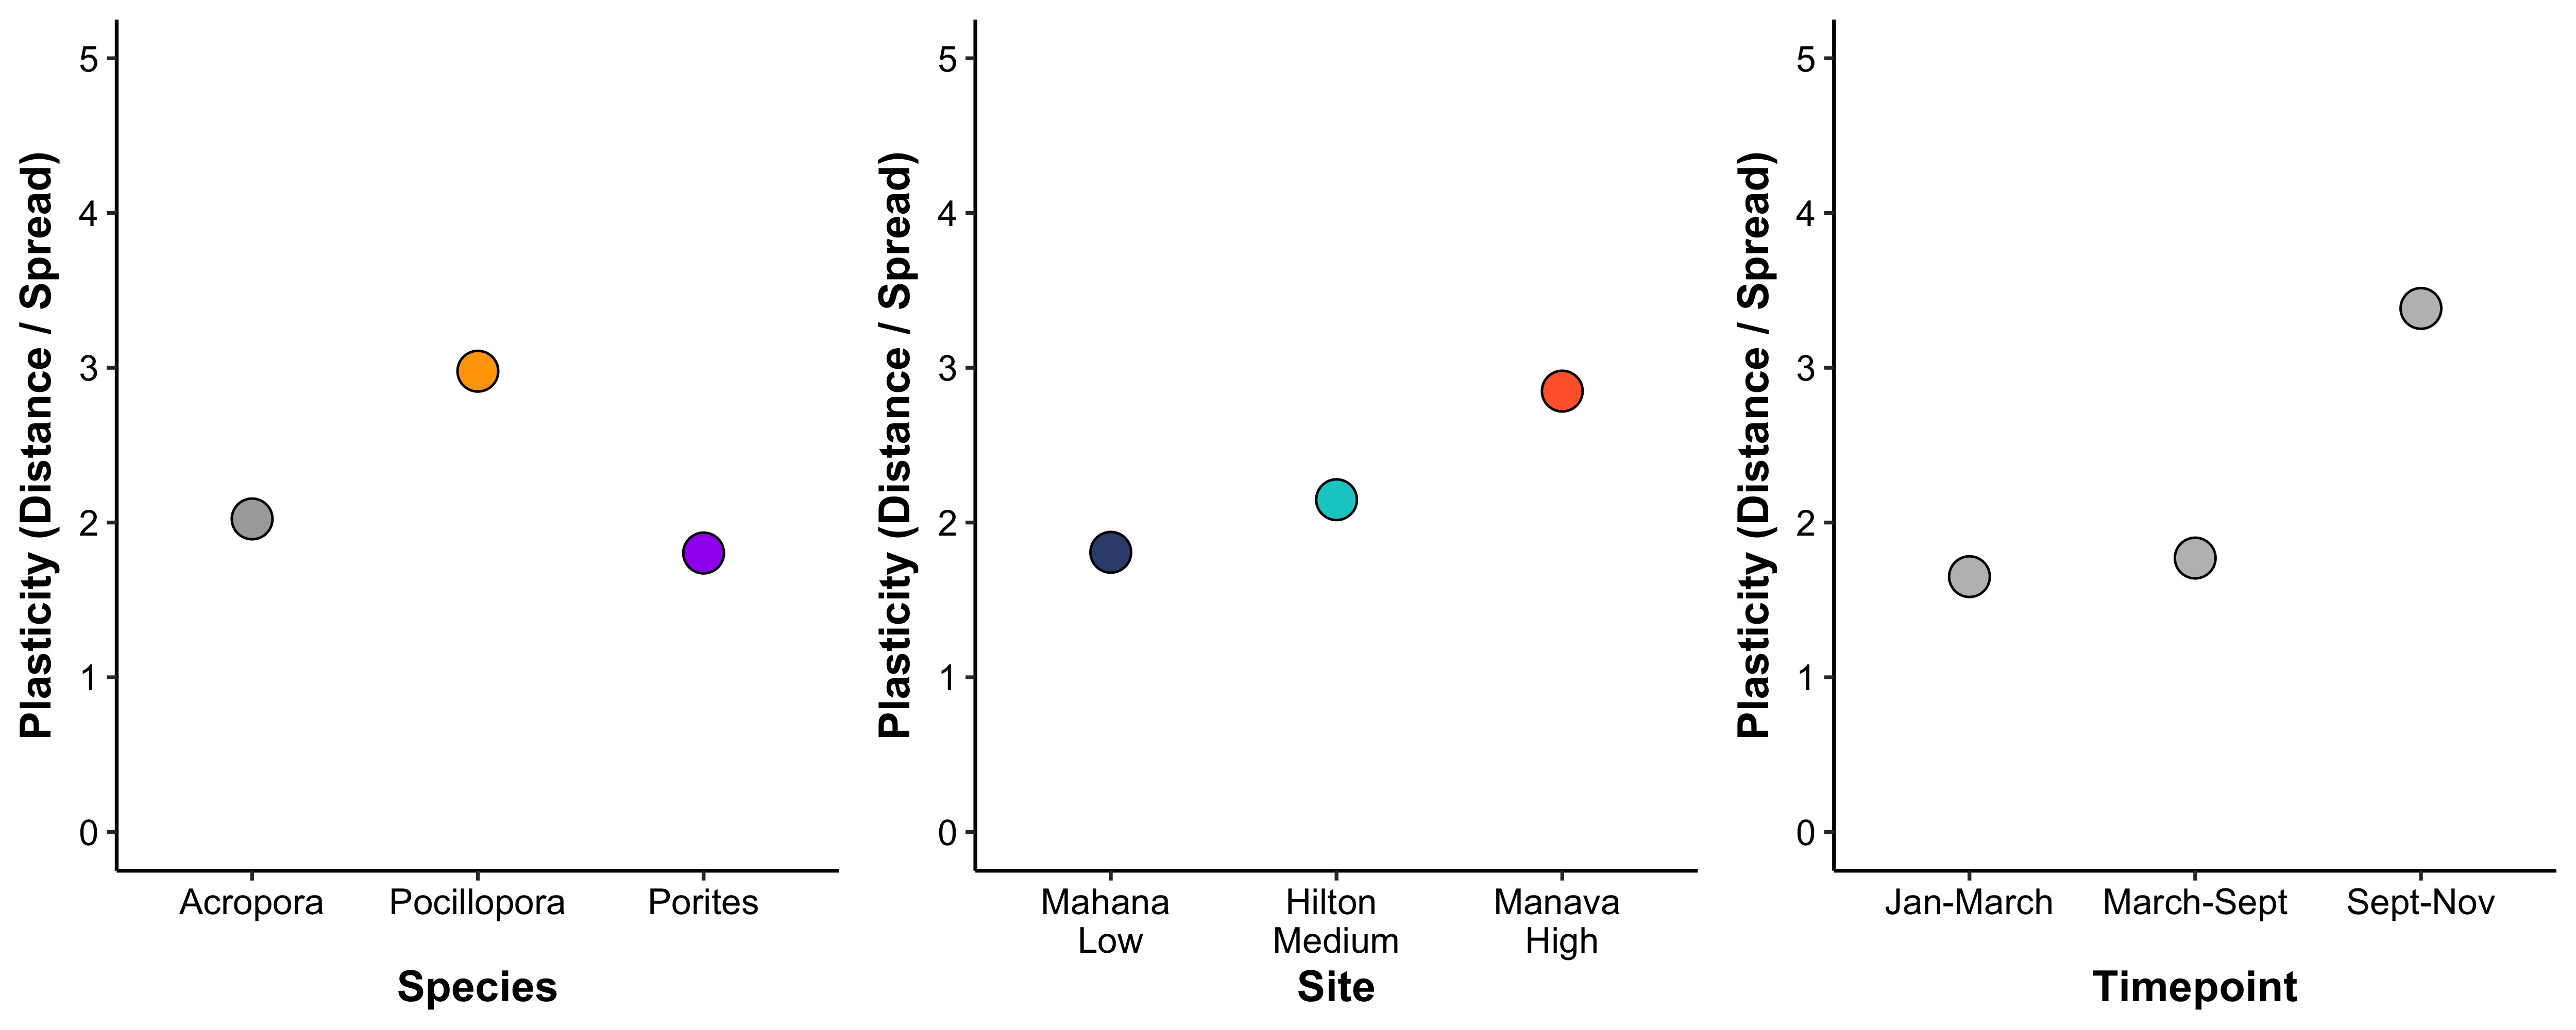 Plasticity (Distance / Spread)
5
4
3
2
1
0
Acropora Pocillopora Porites
Species
Plasticity (Distance / Spread)
5
4
3
2
1
0
Mahana Hilton Manava
Low Medium High
Site
Plasticity (Distance / Spread)
5
4
3
2
1
0
Jan-March March-Sept Sept-Nov
Timepoint